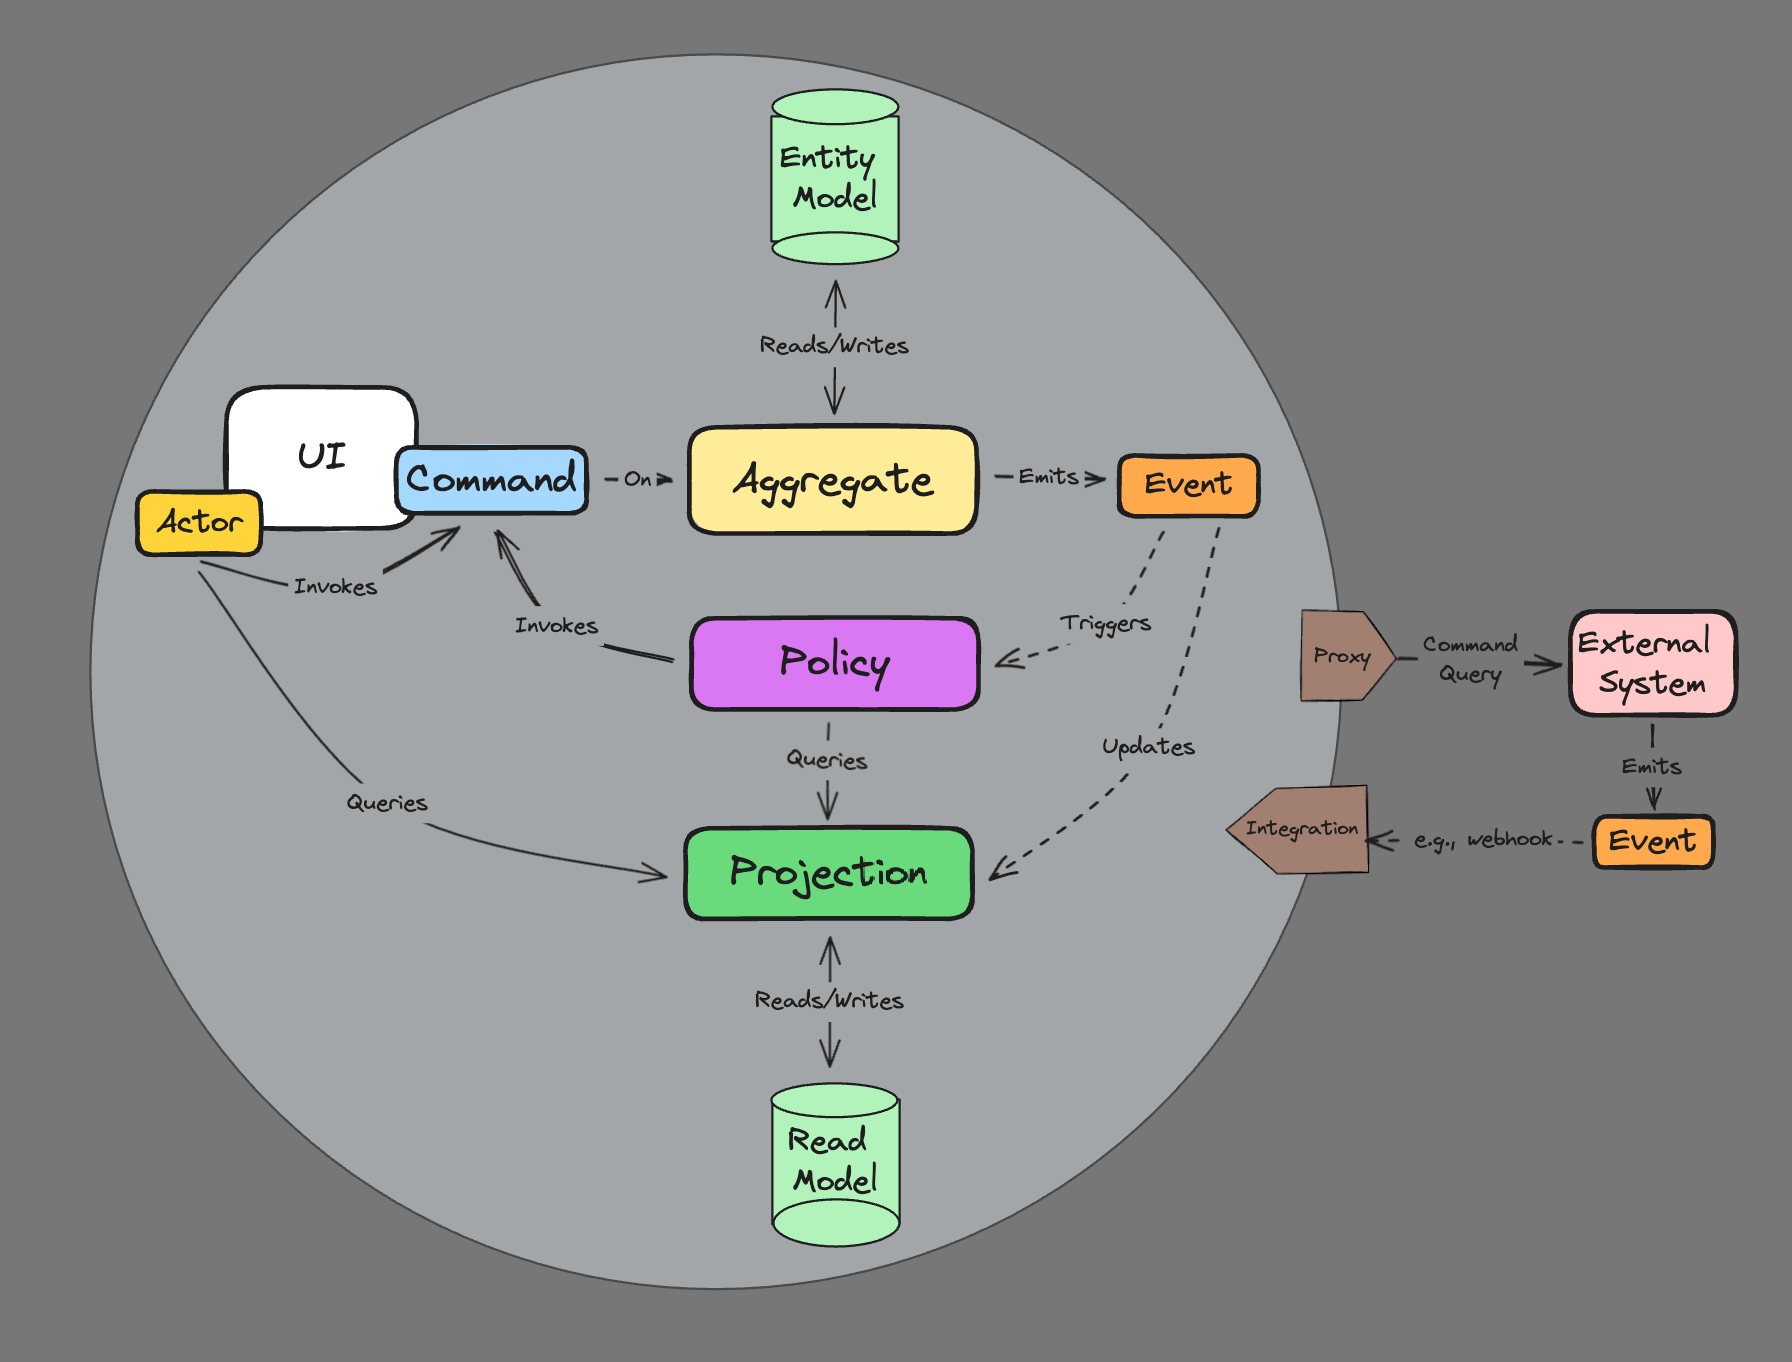 Entity
Model
Reads/Writes
UI
Command
On
Aggregate
Emits
Event
Actor
Invokes
Invokes
Policy
Triggers
Proxy
Command
Query
External
System
Queries
Updates
Emits
Queries
Projection
Integration
e.g., webhook
Event
Reads/Writes
Read
Model